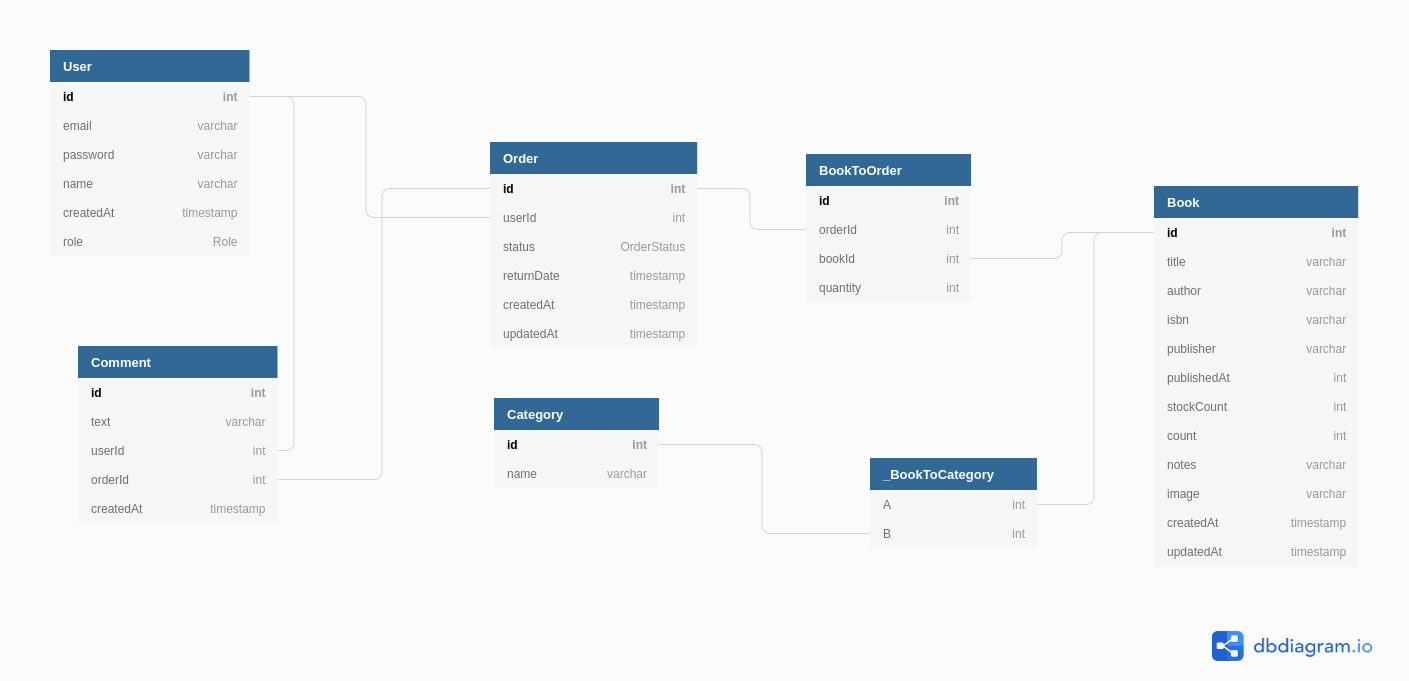 User
id int
email varchar
password varchar
name varchar
createdAt timestamp
role Role
Comment
id int
text varchar
userId int
orderId int
createdAt timestamp
Order
id int
userId int
status OrderStatus
returnDate timestamp
createdAt timestamp
updatedAt timestamp
Category
id int
name varchar
BookToOrder
id int
orderId int
bookId int
quantity int
_BookToCategory
A int
B int
Book
id int
title varchar
author varchar
isbn varchar
publisher varchar
publishedAt int
stockCount int
count int
notes varchar
image varchar
createdAt timestamp
updatedAt timestamp
dbdiagram.io